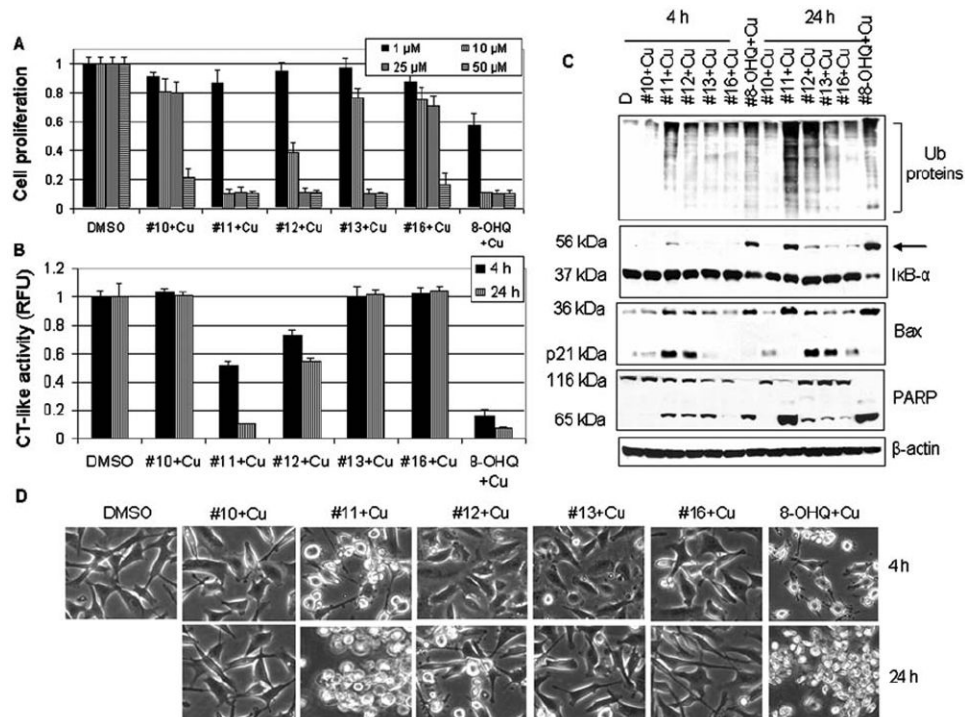 A
Cell proliferation
1.2
1
0.8
0.6
0.4
0.2
0
1 µM
10 µM
25 µM
50 µM
DMSO
#10+Cu
#11+Cu
#12+Cu
#13+Cu
#16+Cu
8-OHQ
+Cu
B
CT-like activity (RFU)
1.2
1
0.8
0.6
0.4
0.2
0
4 h
24 h
DMSO
#10+Cu
#11+Cu
#12+Cu
#13+Cu
#16+Cu
8-OHQ
+Cu
C
4 h
24 h
D
#10+Cu
#11+Cu
#12+Cu
#13+Cu
#16+Cu
#8-OHQ+Cu
#10+Cu
#11+Cu
#12+Cu
#13+Cu
#16+Cu
#8-OHQ+Cu
Ub
proteins
56 kDa
37 kDa
IκB-α
36 kDa
Bax
p21 kDa
116 kDa
PARP
65 kDa
β-actin
D
DMSO
#10+Cu
#11+Cu
#12+Cu
#13+Cu
#16+Cu
8-OHQ+Cu
4h
24 h